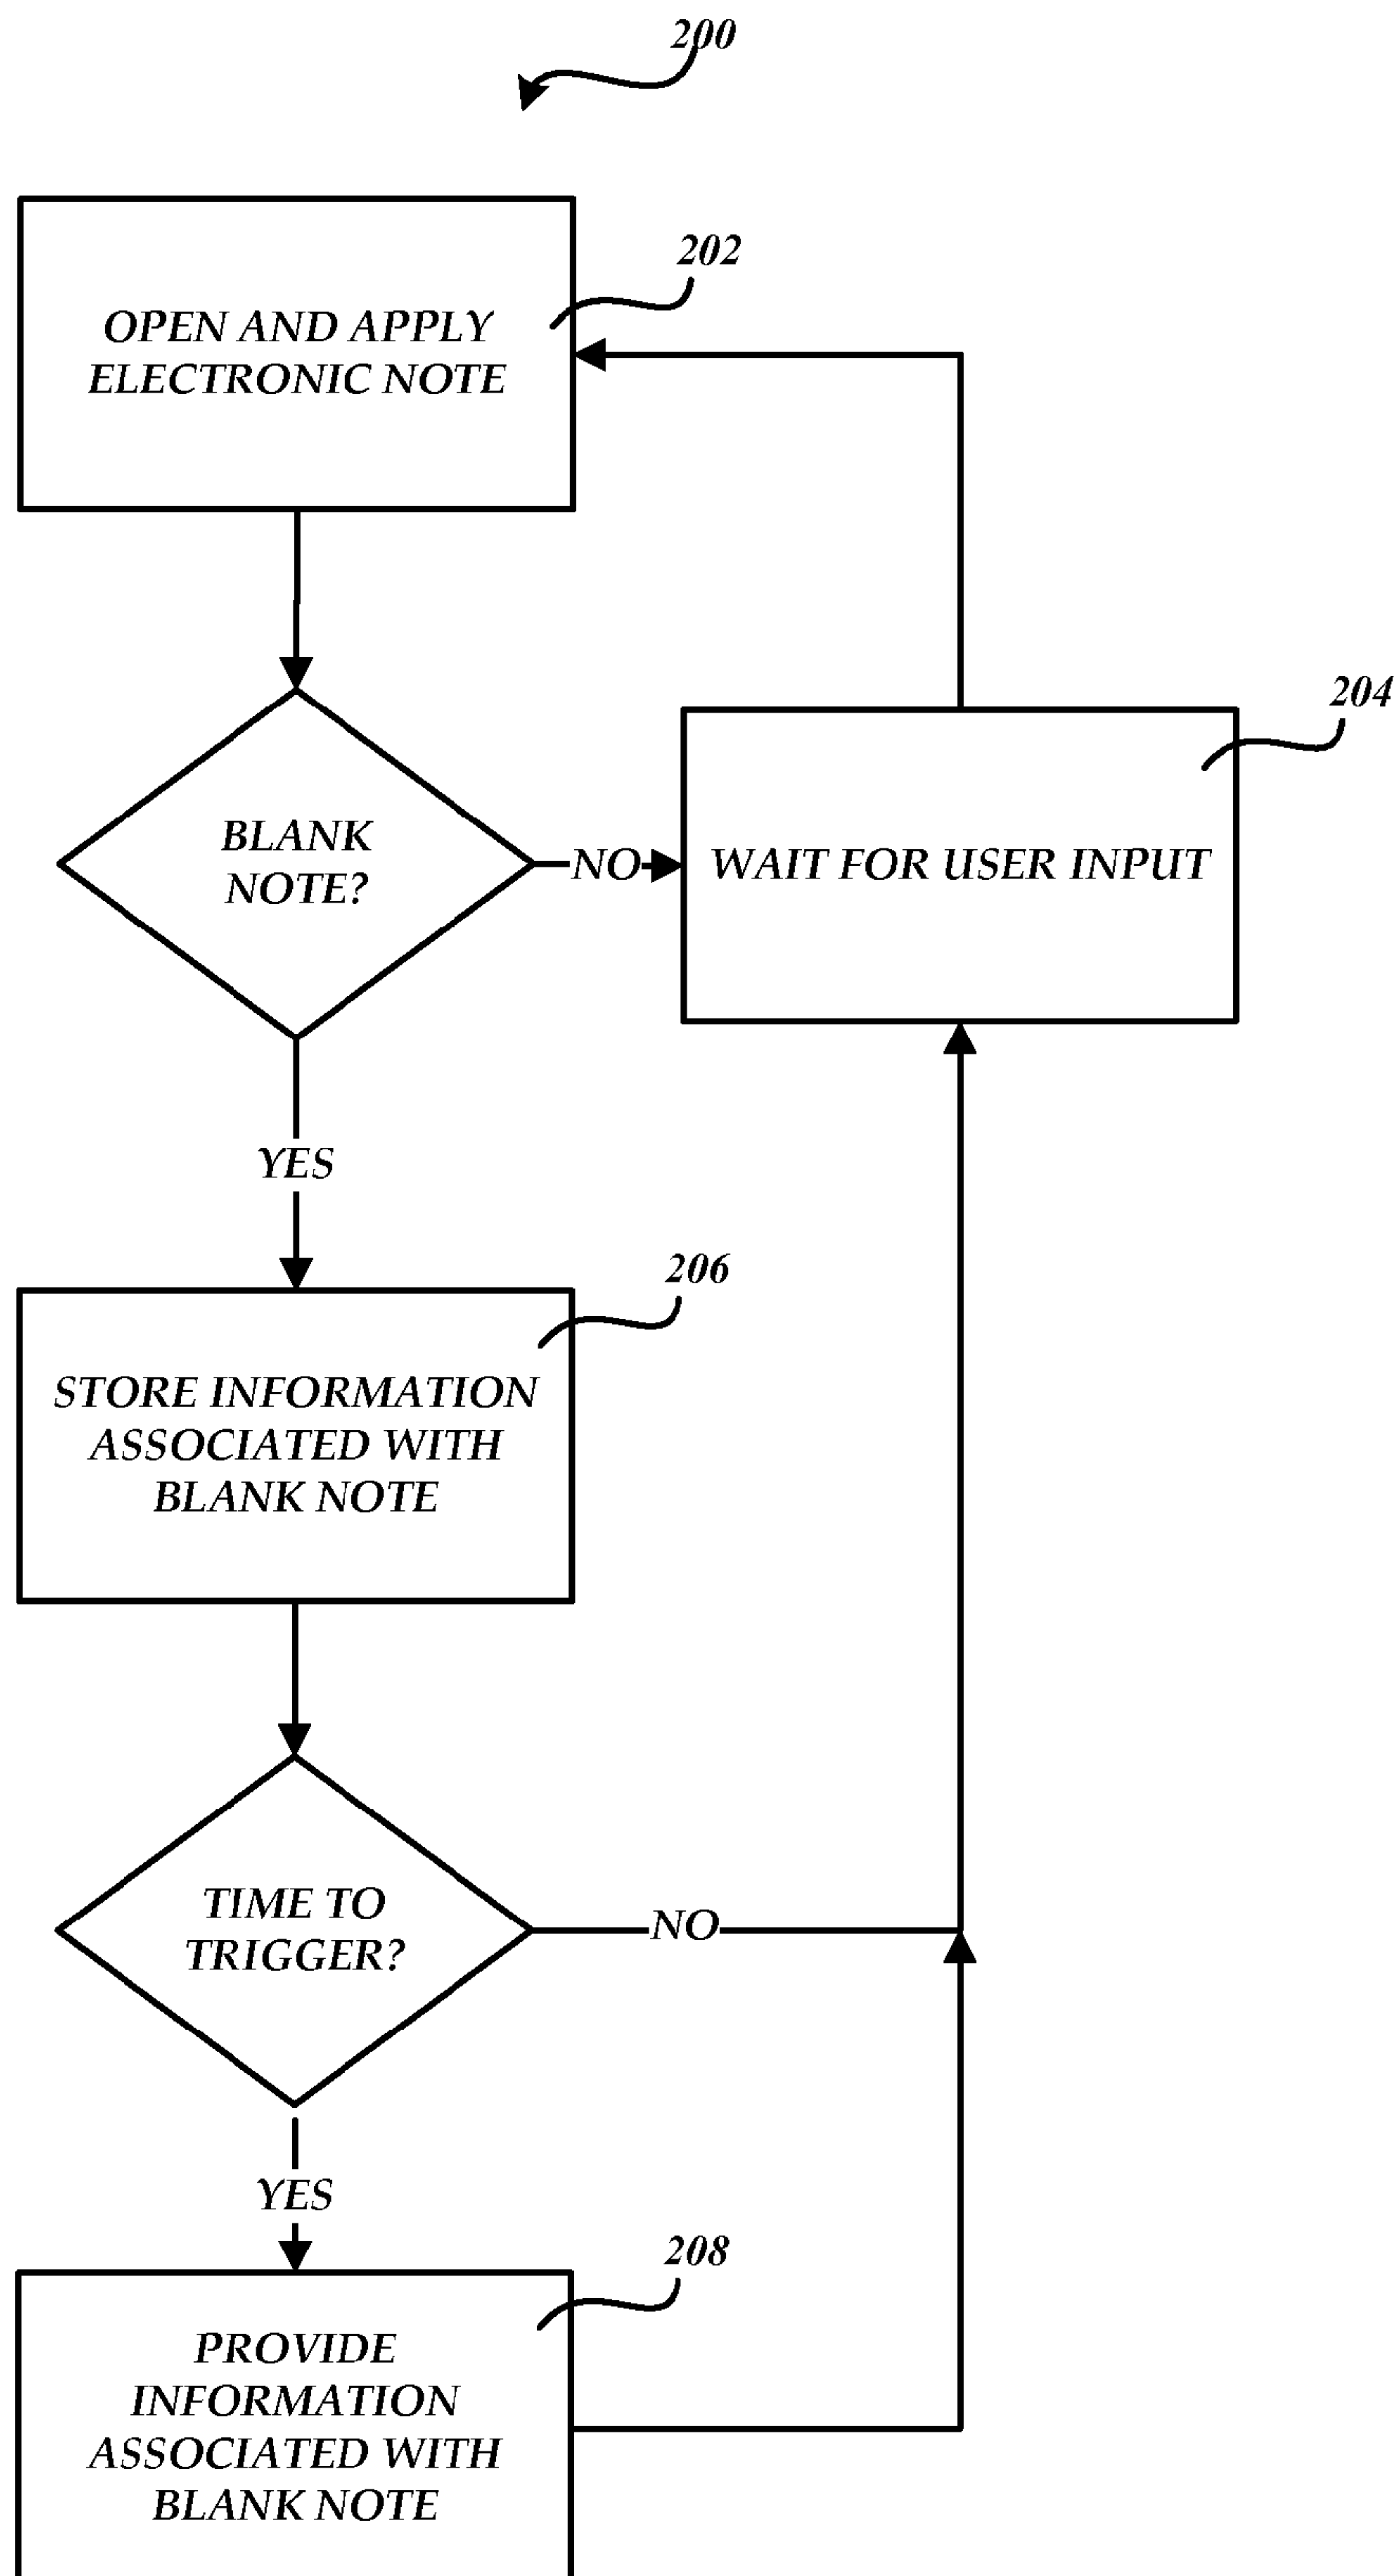 200
202
OPEN AND APPLY
ELECTRONIC NOTE
204
BLANK
NOTE?
NO
WAIT FOR USER INPUT
YES
206
STORE INFORMATION
ASSOCIATED WITH
BLANK NOTE
TIME TO
TRIGGER?
NO
YES
208
PROVIDE
INFORMATION
ASSOCIATED WITH
BLANK NOTE